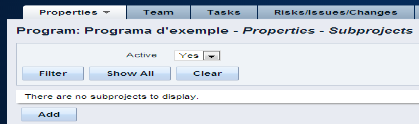 Properties Team Tasks Risks/Issues/Changes
Program: Programa d'exemple - Properties - Subprojects
Active Yes
Filter Show All Clear
There are no subprojects to display.
Add